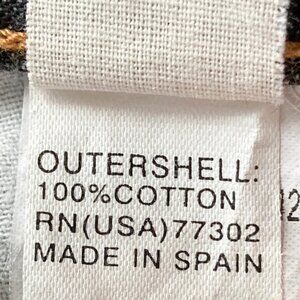 OUTERSHELL:
100%COTTON
RN(USA)77302
MADE IN SPAIN